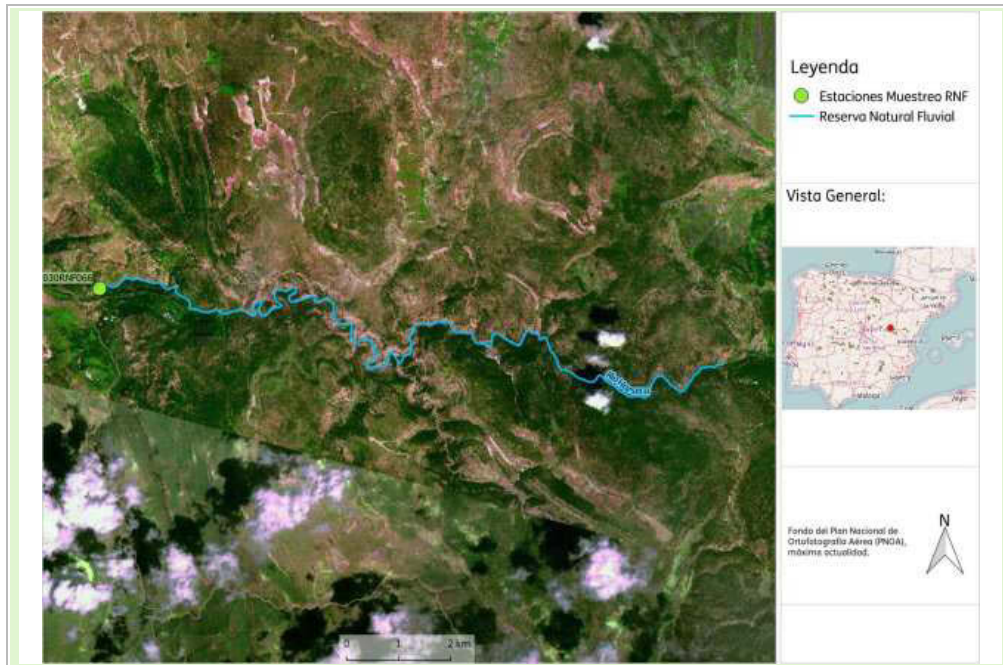 Leyenda
Estaciones Muestreo RNF
Reserva Natural Fluvial
Vista General:
Fondo del Plan Nacional de
Ortofotografía Aérea (PNOA),
máxima actualidad.
N
0 1 2 km